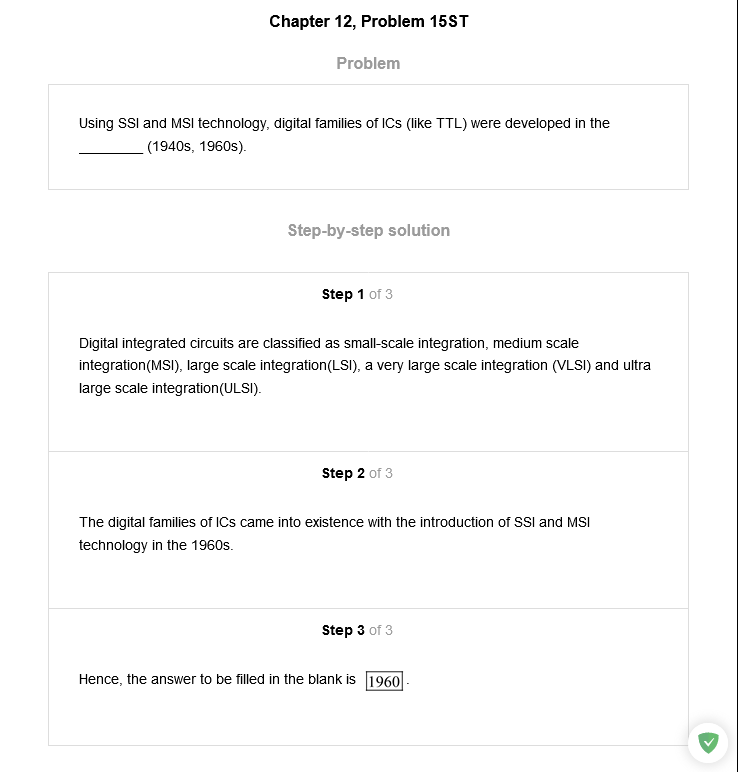 Chapter 12, Problem 15ST
Problem
Using SSI and MSI technology, digital families of ICs (like TTL) were developed in the
________ (1940s, 1960s).
Step-by-step solution
Step 1 of 3
Digital integrated circuits are classified as small-scale integration, medium scale
integration(MSI), large scale integration(LSI), a very large scale integration (VLSI) and ultra
large scale integration(ULSI).
Step 2 of 3
The digital families of ICs came into existence with the introduction of SSI and MSI
technology in the 1960s.
Step 3 of 3
Hence, the answer to be filled in the blank is 1960.